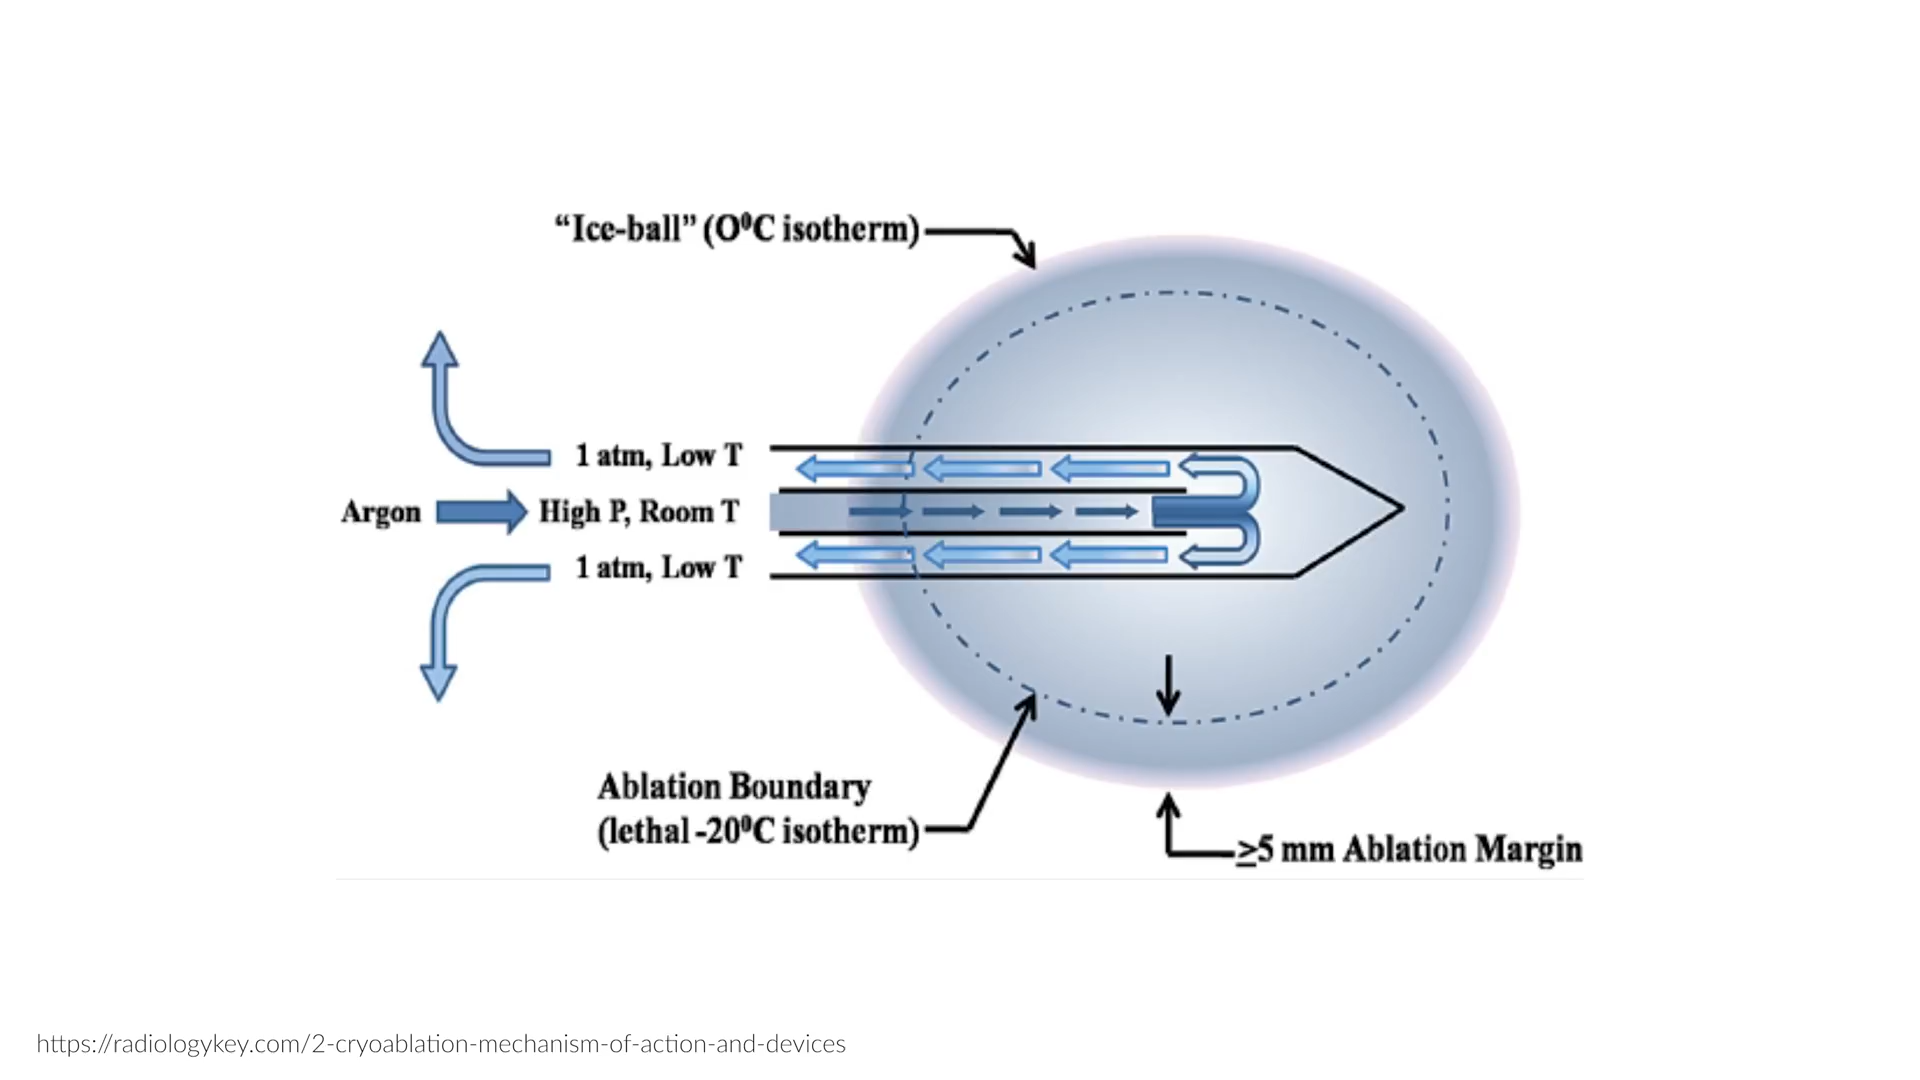 “Ice-ball” (O⁰C isotherm)
1 atm, Low T
Argon
High P, Room T
1 atm, Low T
Ablation Boundary
(lethal -20⁰C isotherm)
≥5 mm Ablation Margin
https://radiologykey.com/2-cryoablation-mechanism-of-action-and-devices